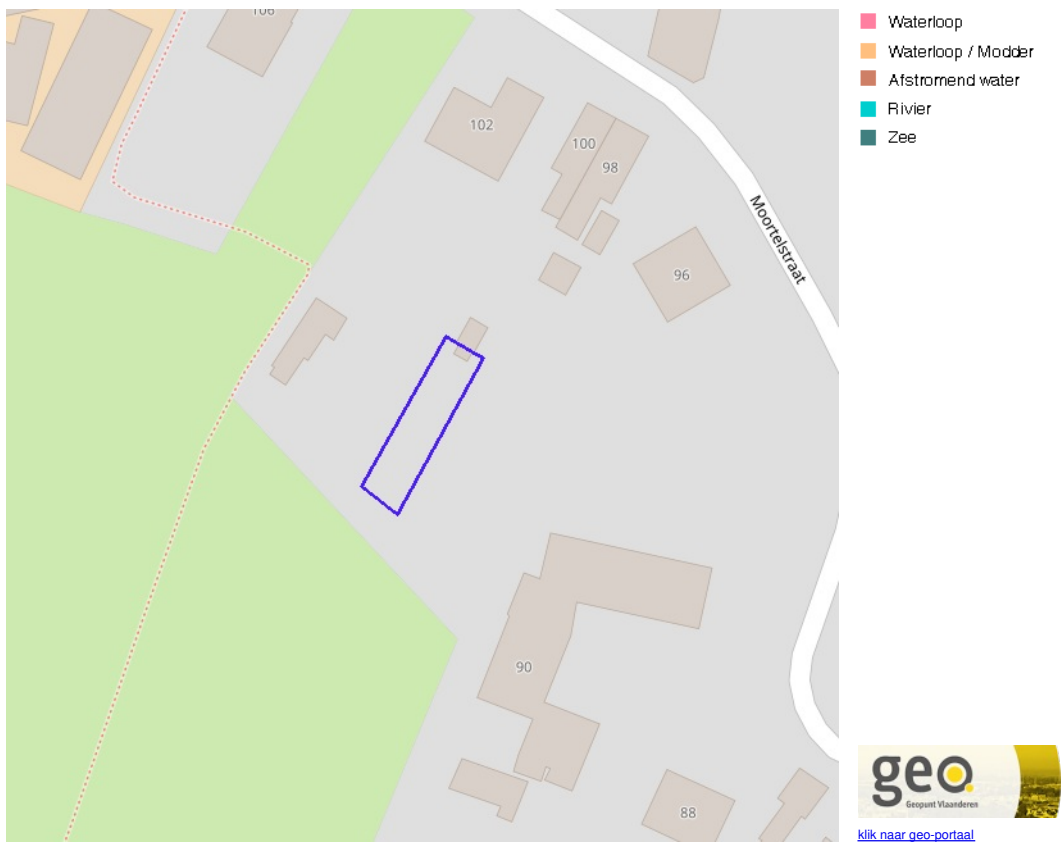 106
102
100
98
96
Moortelstraat
90
88
Waterloop
Waterloop / Modder
Afstromend water
Rivier
Zee
geo.
Geopunt Vlaanderen
klik naar geo-portaal